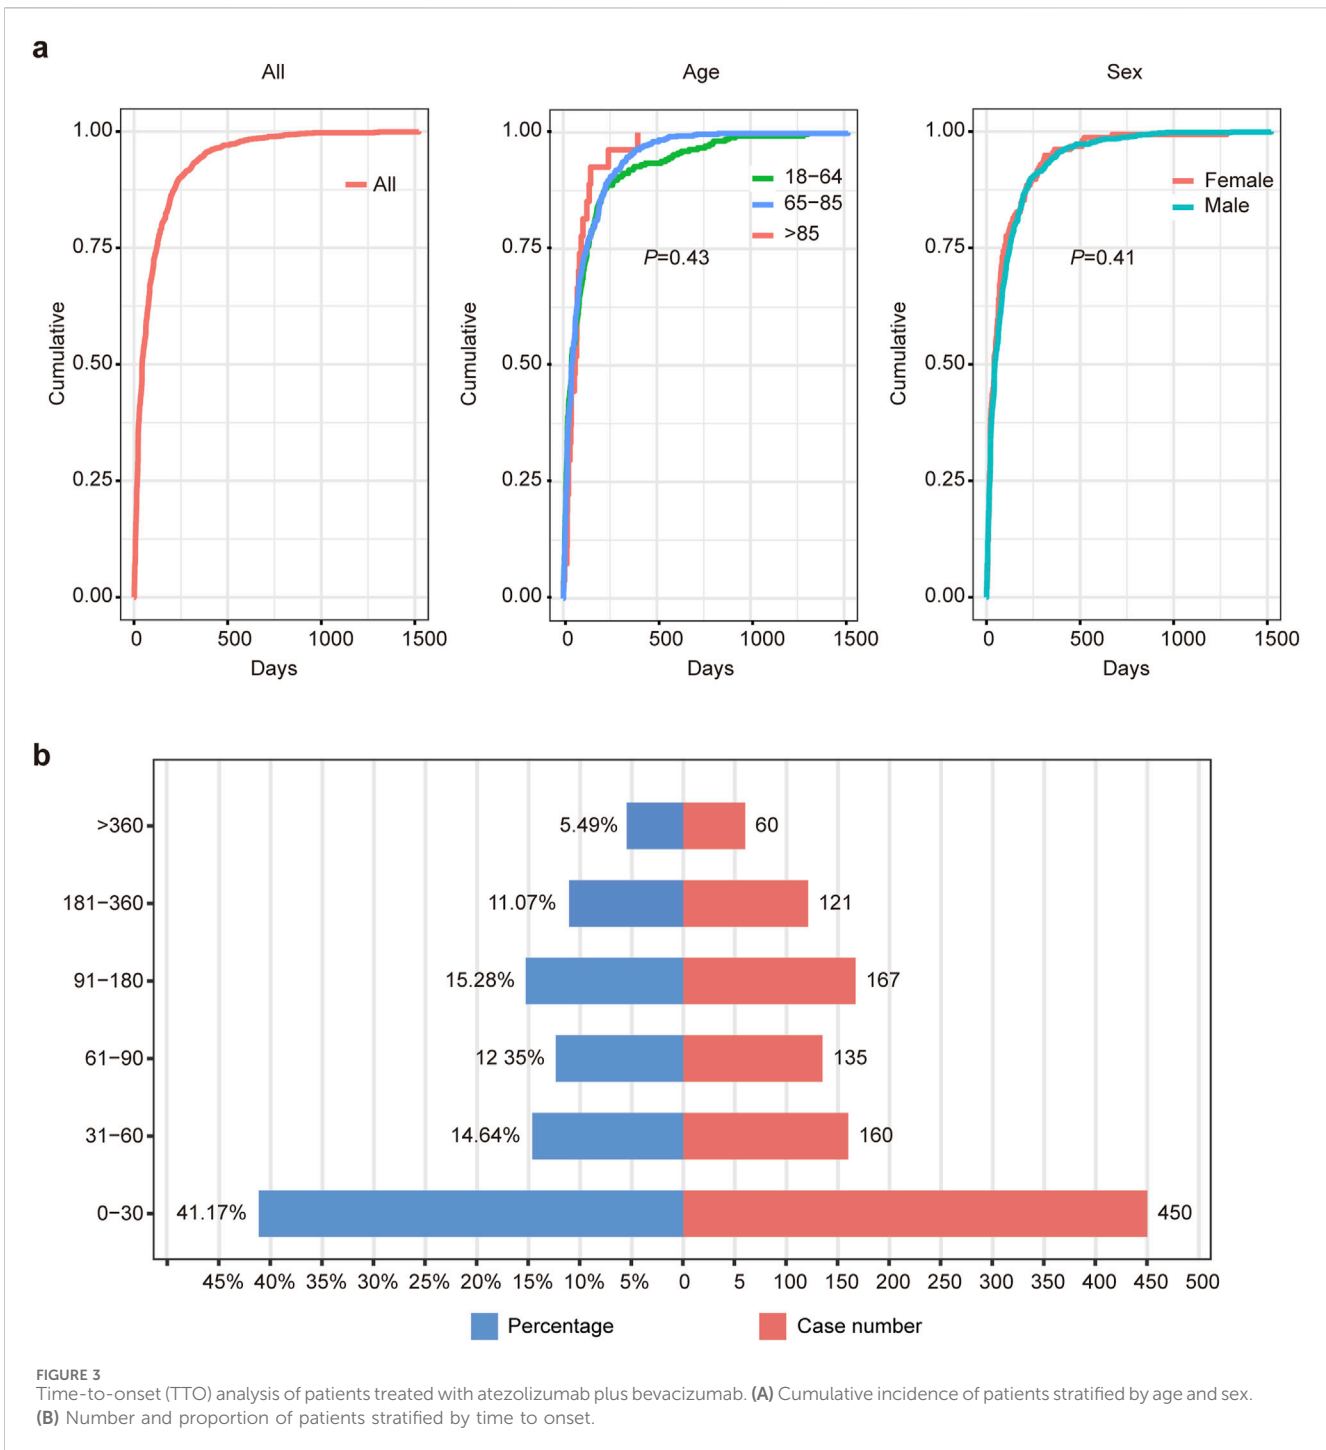 a
All
Age
Sex
1.00
0.75
0.50
0.25
0.00
Cumulative
All
0
500
1000
1500
Days
1.00
0.75
0.50
0.25
0.00
Cumulative
18−64
65−85
>85
P=0.43
0
500
1000
1500
Days
1.00
0.75
0.50
0.25
0.00
Cumulative
Female
Male
P=0.41
0
500
1000
1500
Days
b
>360 5.49% 60
181−360 11.07% 121
91−180 15.28% 167
61−90 12 35% 135
31−60 14.64% 160
0−30 41.17% 450
45% 40% 35% 30% 25% 20% 15% 10% 5% 0 5 100 150 200 250 300 350 400 450 500
Percentage Case number
FIGURE 3
Time-to-onset (TTO) analysis of patients treated with atezolizumab plus bevacizumab. (A) Cumulative incidence of patients stratified by age and sex.
(B) Number and proportion of patients stratified by time to onset.